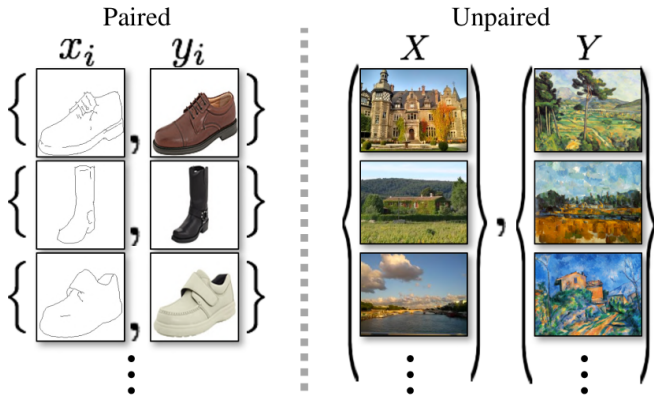 Paired
Unpaired
x_i
y_i
X
Y
{ , }
{ , }
{ , }
⋮
{ ⋮ } , { ⋮ }